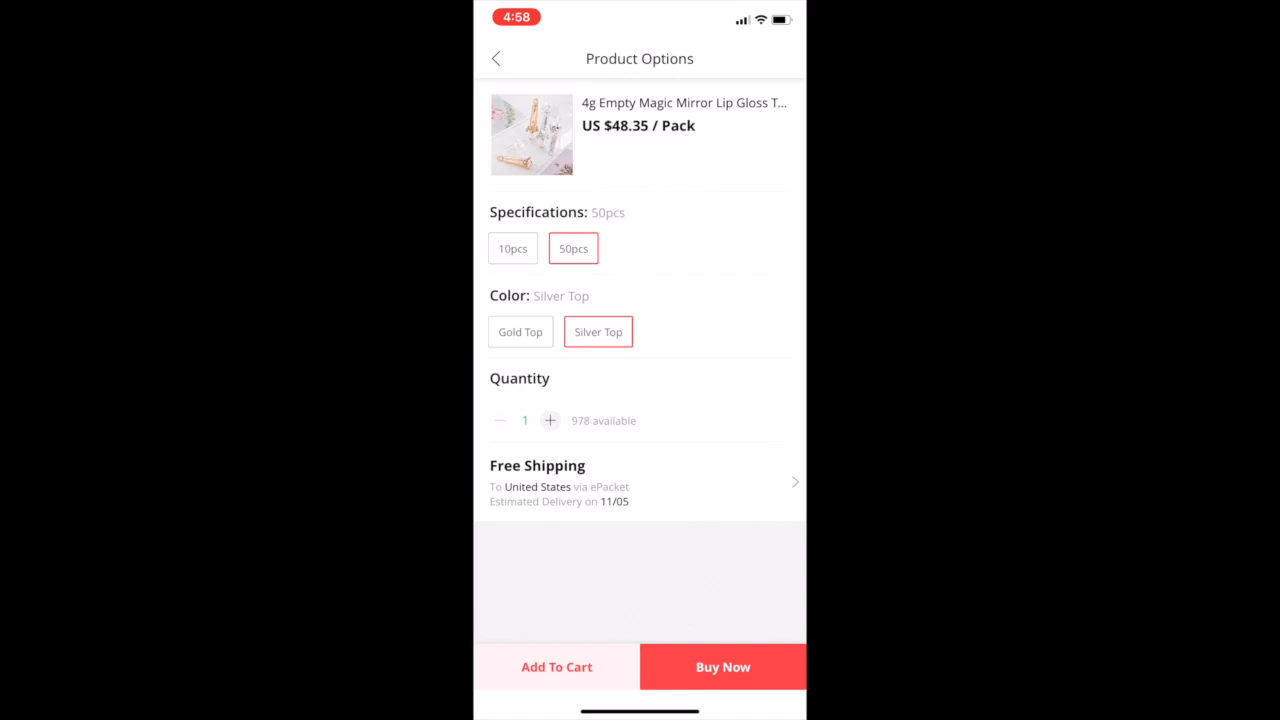 4:58
Product Options
4g Empty Magic Mirror Lip Gloss T...
US $48.35 / Pack
Specifications: 50pcs
10pcs
50pcs
Color: Silver Top
Gold Top
Silver Top
Quantity
1
978 available
Free Shipping
To United States via ePacket
Estimated Delivery on 11/05
Add To Cart
Buy Now